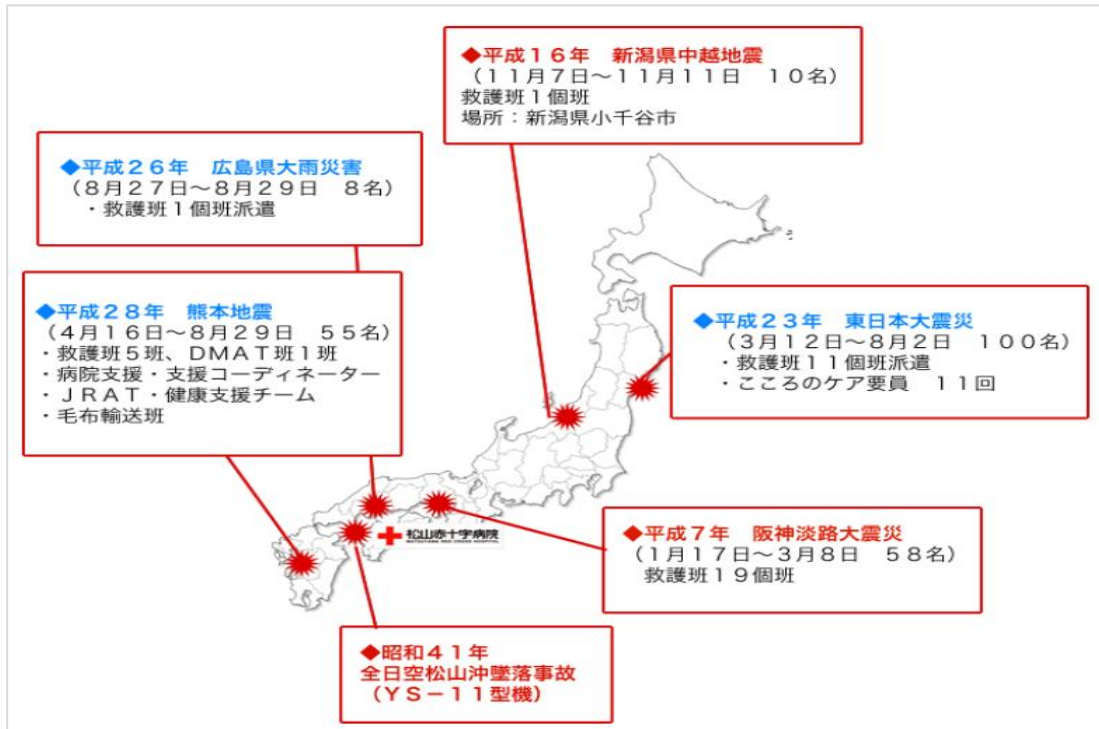 ◆平成16年　新潟県中越地震
（11月7日～11月11日　10名）
救護班1個班
場所：新潟県小千谷市
◆平成26年　広島県大雨災害
（8月27日～8月29日　8名）
・救護班1個班派遣
◆平成28年　熊本地震
（4月16日～8月29日　55名）
・救護班5班、DMAT班1班
・病院支援・支援コーディネーター
・JRAT・健康支援チーム
・毛布輸送班
◆平成23年　東日本大震災
（3月12日～8月2日　100名）
・救護班11個班派遣
・こころのケア要員　11回
松山赤十字病院
MATSUYAMA RED CROSS HOSPITAL
◆平成7年　阪神淡路大震災
（1月17日～3月8日　58名）
救護班19個班
◆昭和41年
全日空松山沖墜落事故
（YS－11型機）